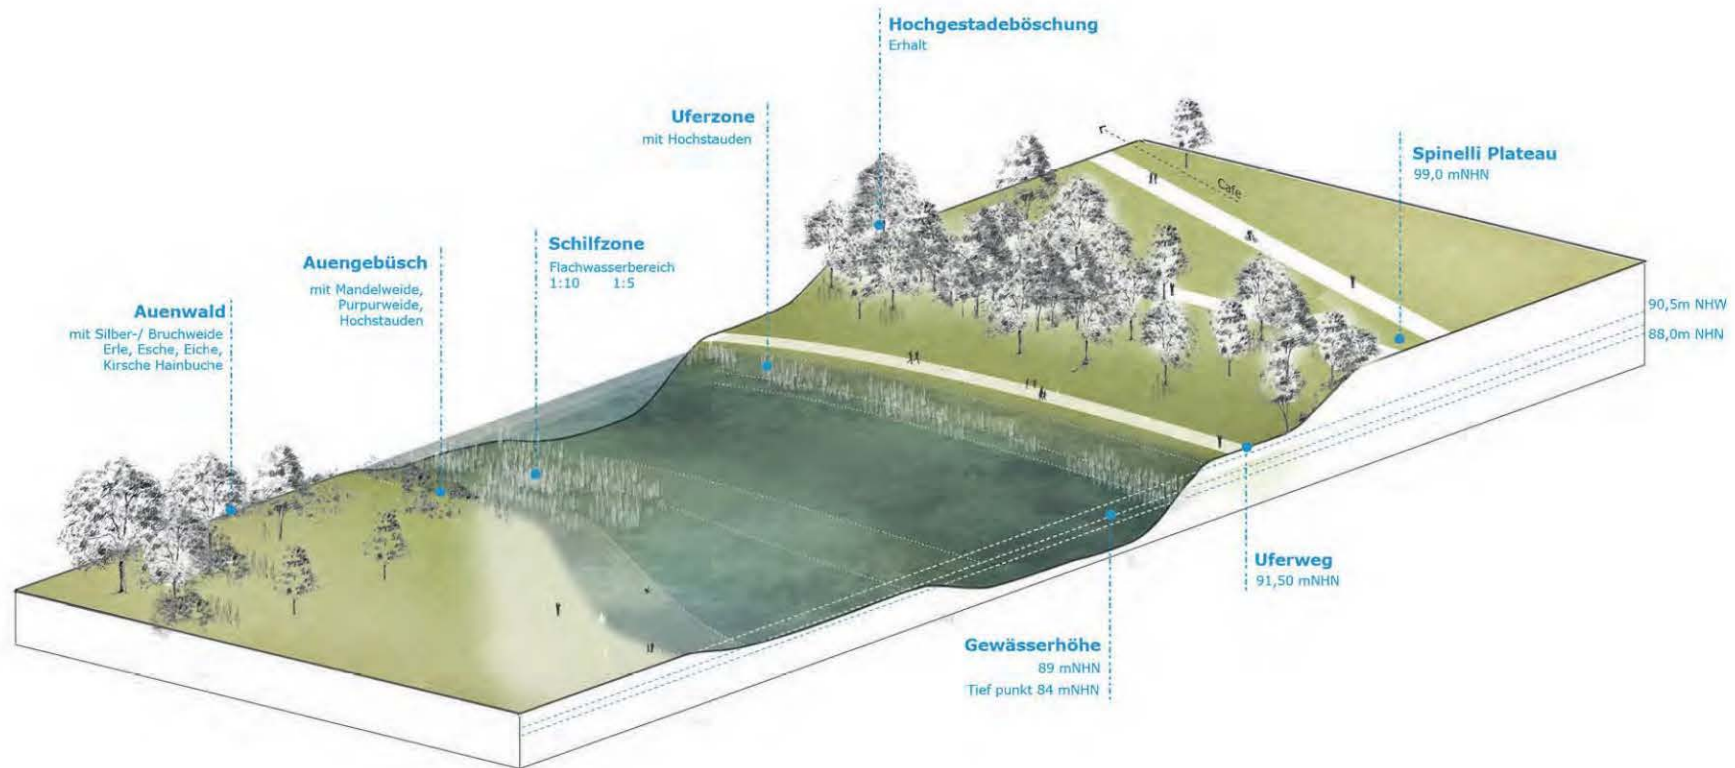 Hochgestadeböschung
Erhalt
Uferzone
mit Hochstauden
Spinelli Plateau
99,0 mNHN
Cafe
Schilfzone
Flachwasserbereich
1:10 1:5
Auengebüsch
mit Mandelweide,
Purpurweide,
Hochstauden
Auenwald
mit Silber-/ Bruchweide
Erle, Esche, Eiche,
Kirsche Hainbuche
90,5m NHW
88,0m NHN
Uferweg
91,50 mNHN
Gewässerhöhe
89 mNHN
Tief punkt 84 mNHN